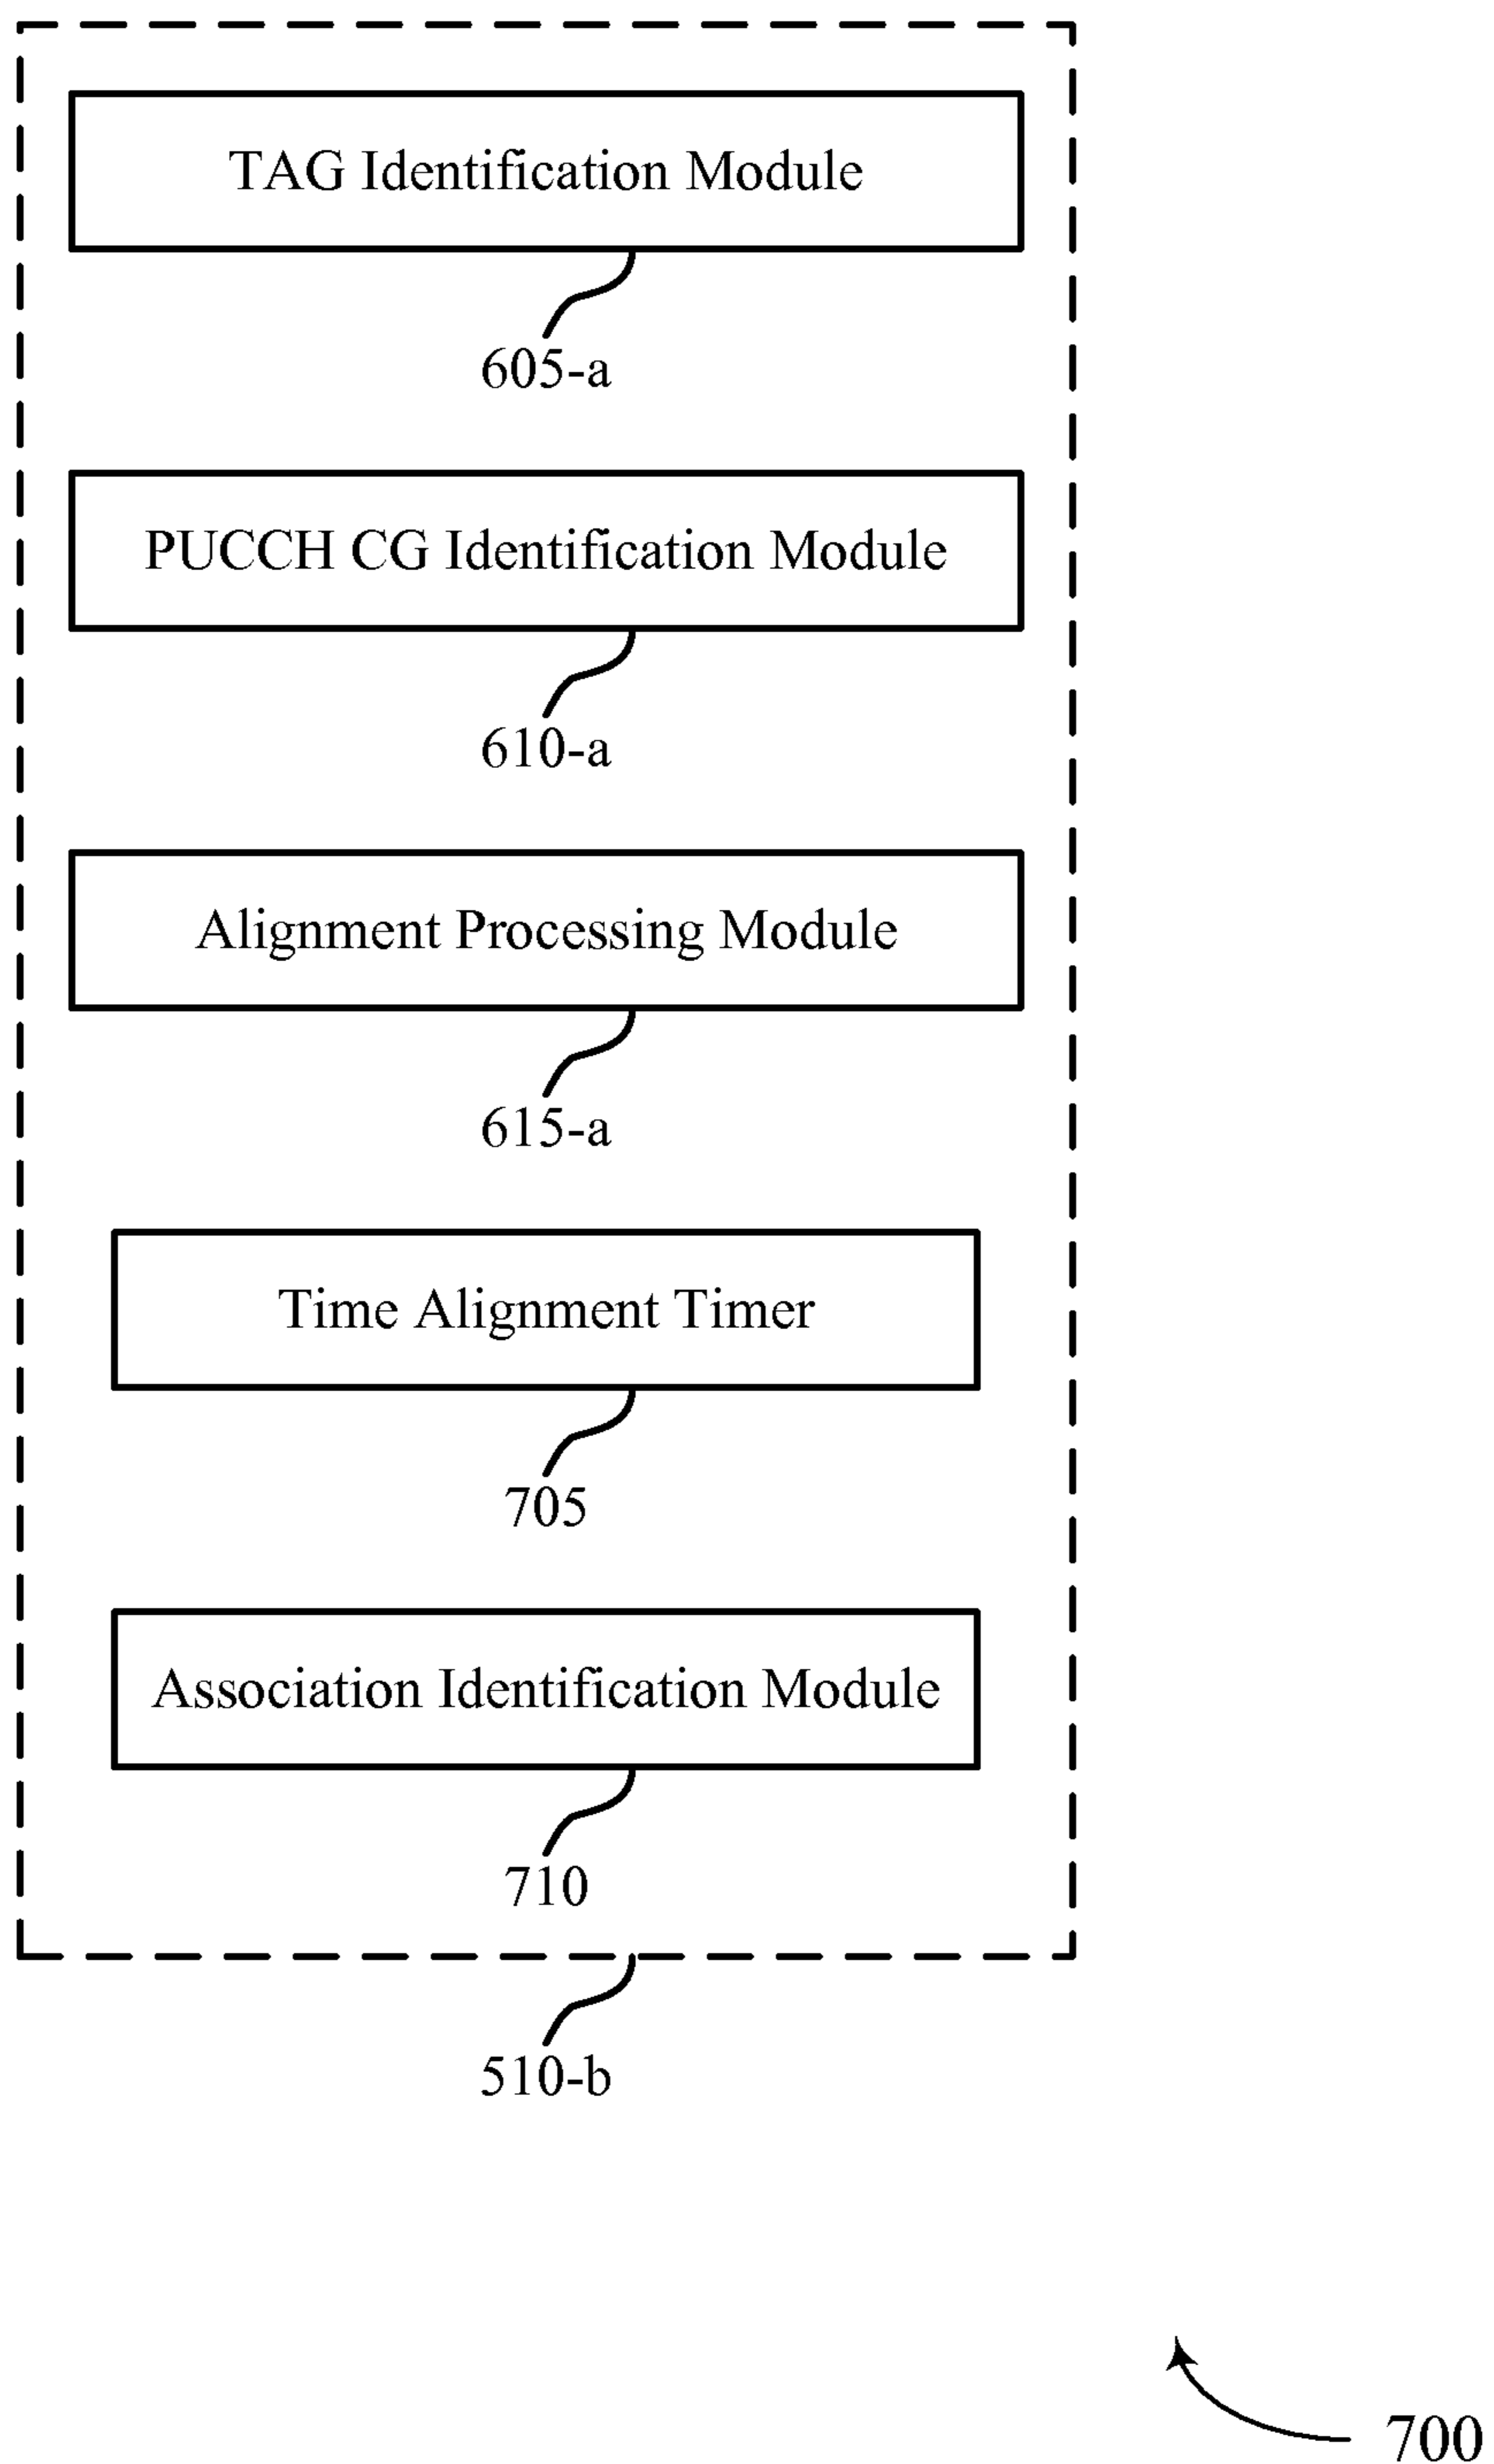 TAG Identification Module
605-a
PUCCH CG Identification Module
610-a
Alignment Processing Module
615-a
Time Alignment Timer
705
Association Identification Module
710
510-b
700